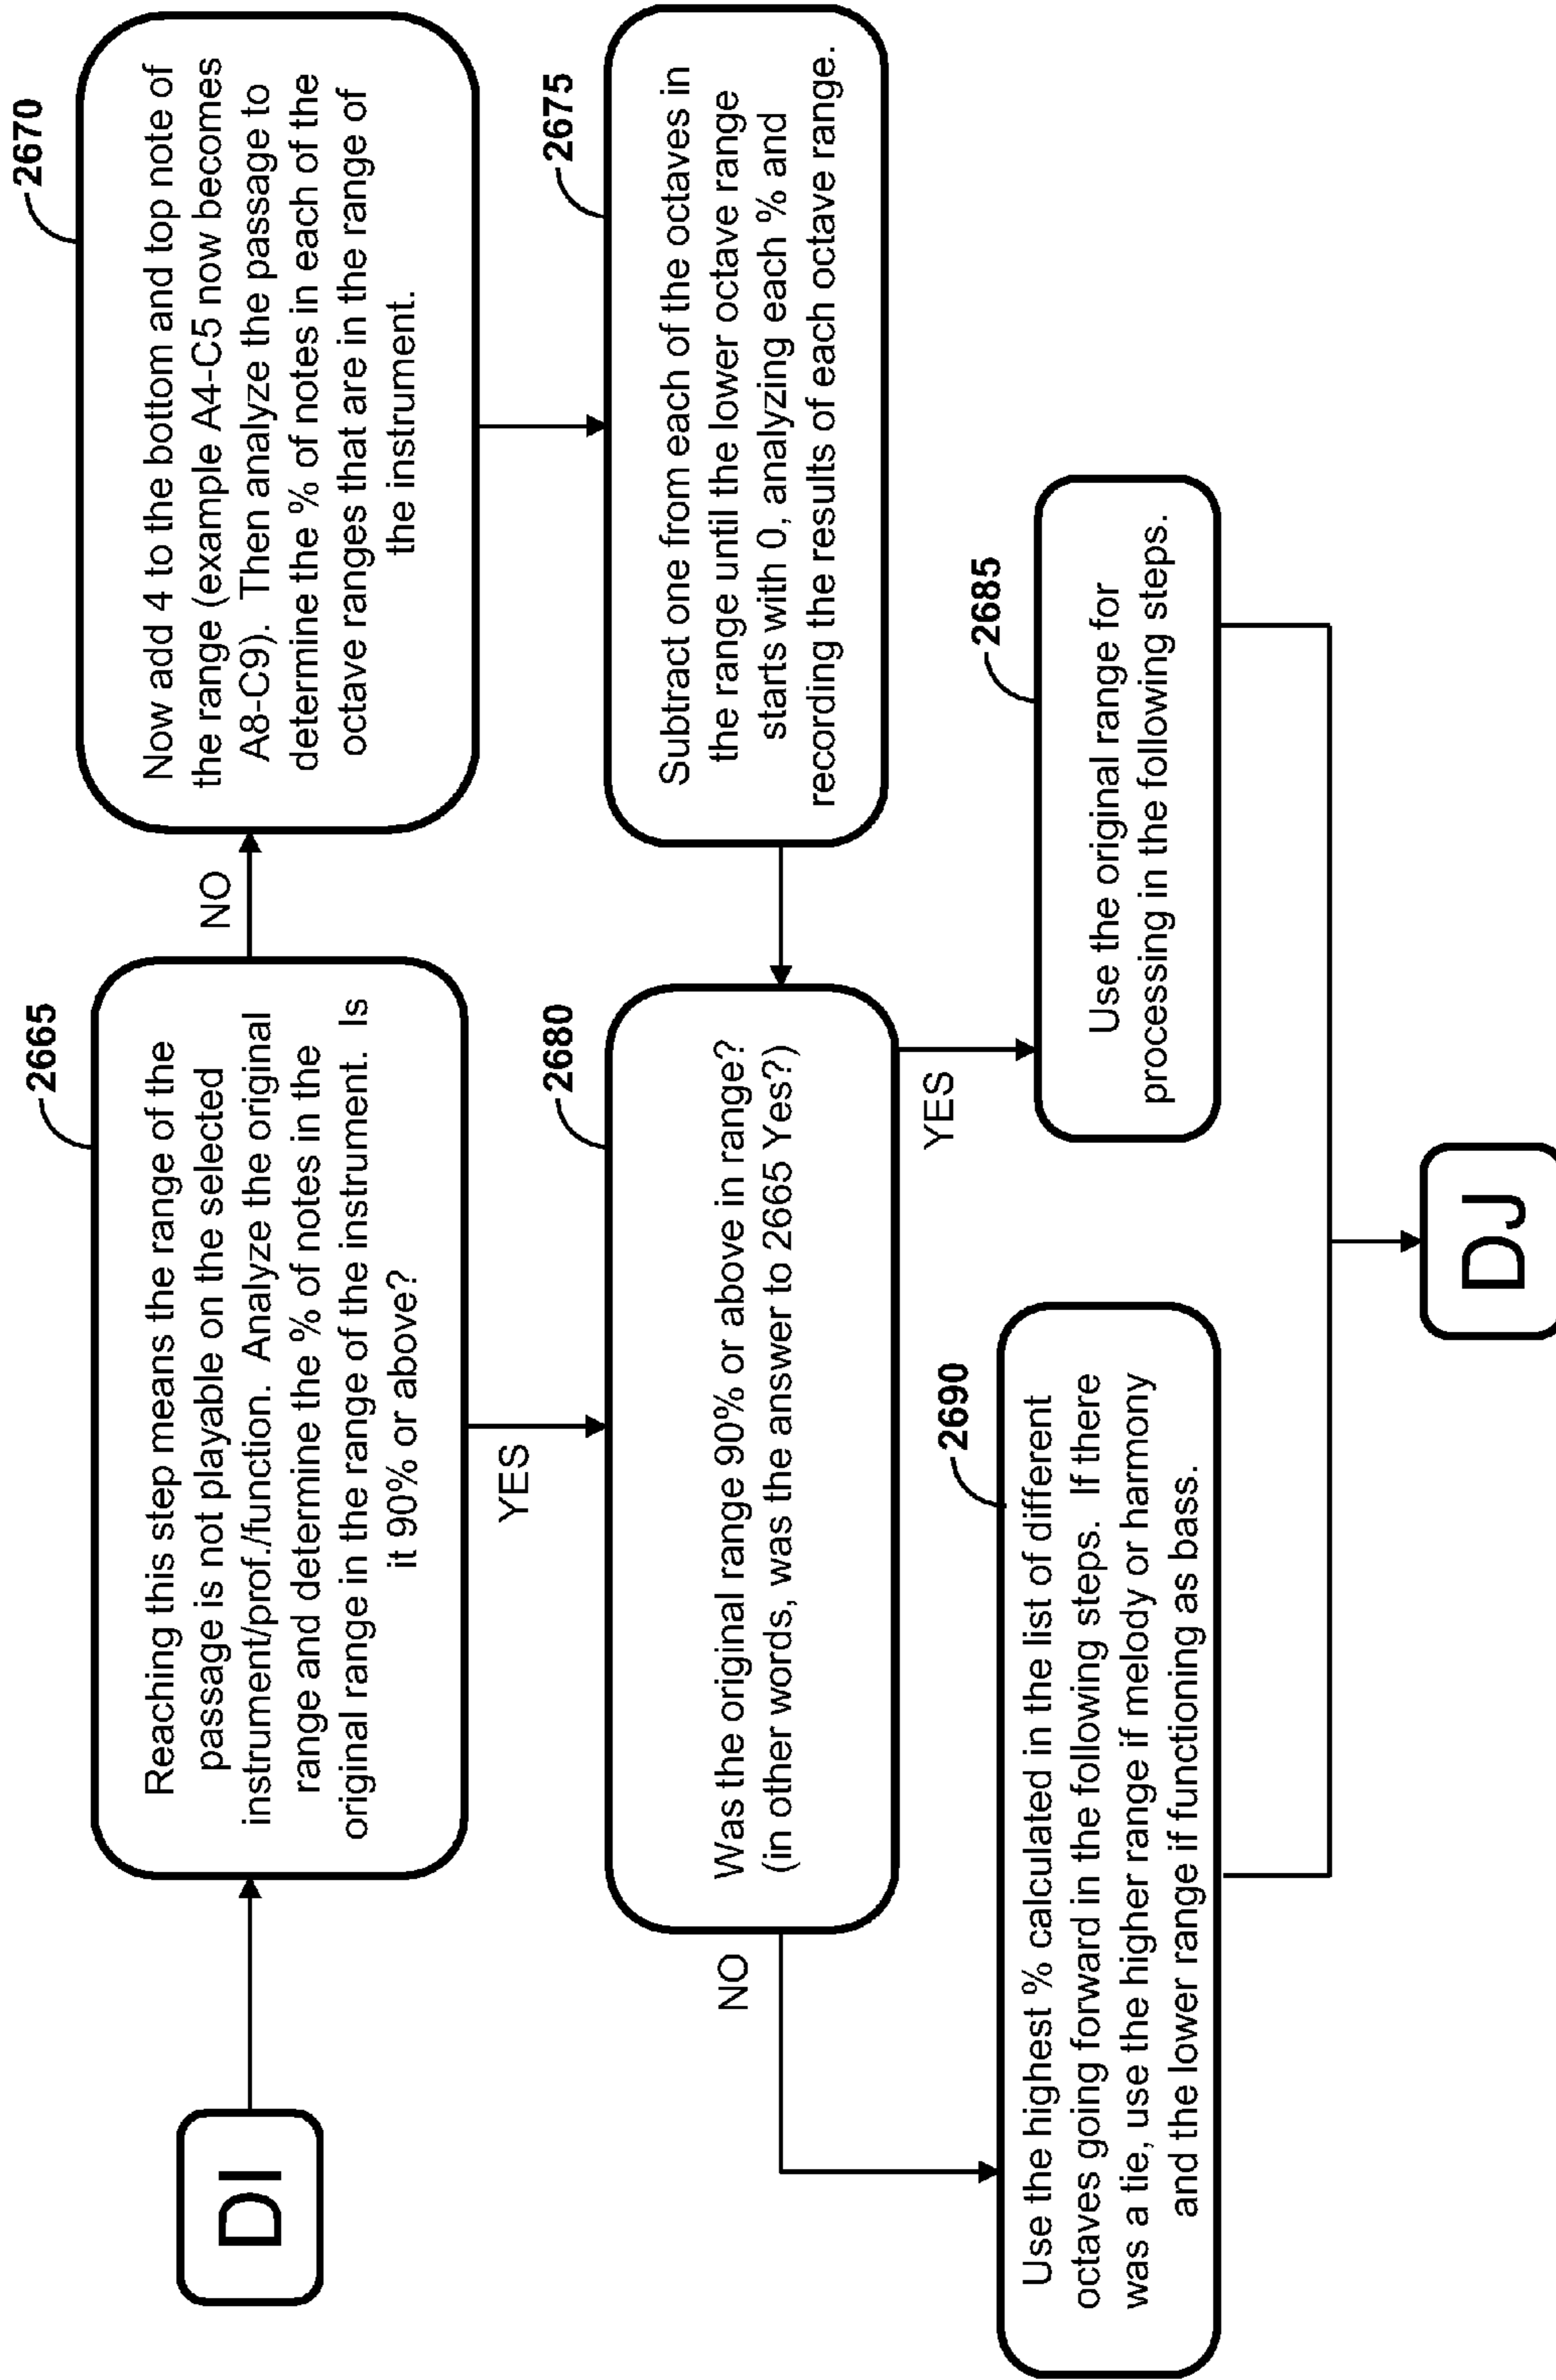 DI
2665
Reaching this step means the range of the
passage is not playable on the selected
instrument/prof./function. Analyze the original
range and determine the % of notes in the
original range in the range of the instrument. Is
it 90% or above?
NO
2670
Now add 4 to the bottom and top note of
the range (example A4-C5 now becomes
A8-C9). Then analyze the passage to
determine the % of notes in each of the
octave ranges that are in the range of
the instrument.
YES
2680
Was the original range 90% or above in range?
(in other words, was the answer to 2665 Yes?)
2675
Subtract one from each of the octaves in
the range until the lower octave range
starts with 0, analyzing each % and
recording the results of each octave range.
NO
YES
2690
Use the highest % calculated in the list of different
octaves going forward in the following steps. If there
was a tie, use the higher range if melody or harmony
and the lower range if functioning as bass.
2685
Use the original range for
processing in the following steps.
DJ